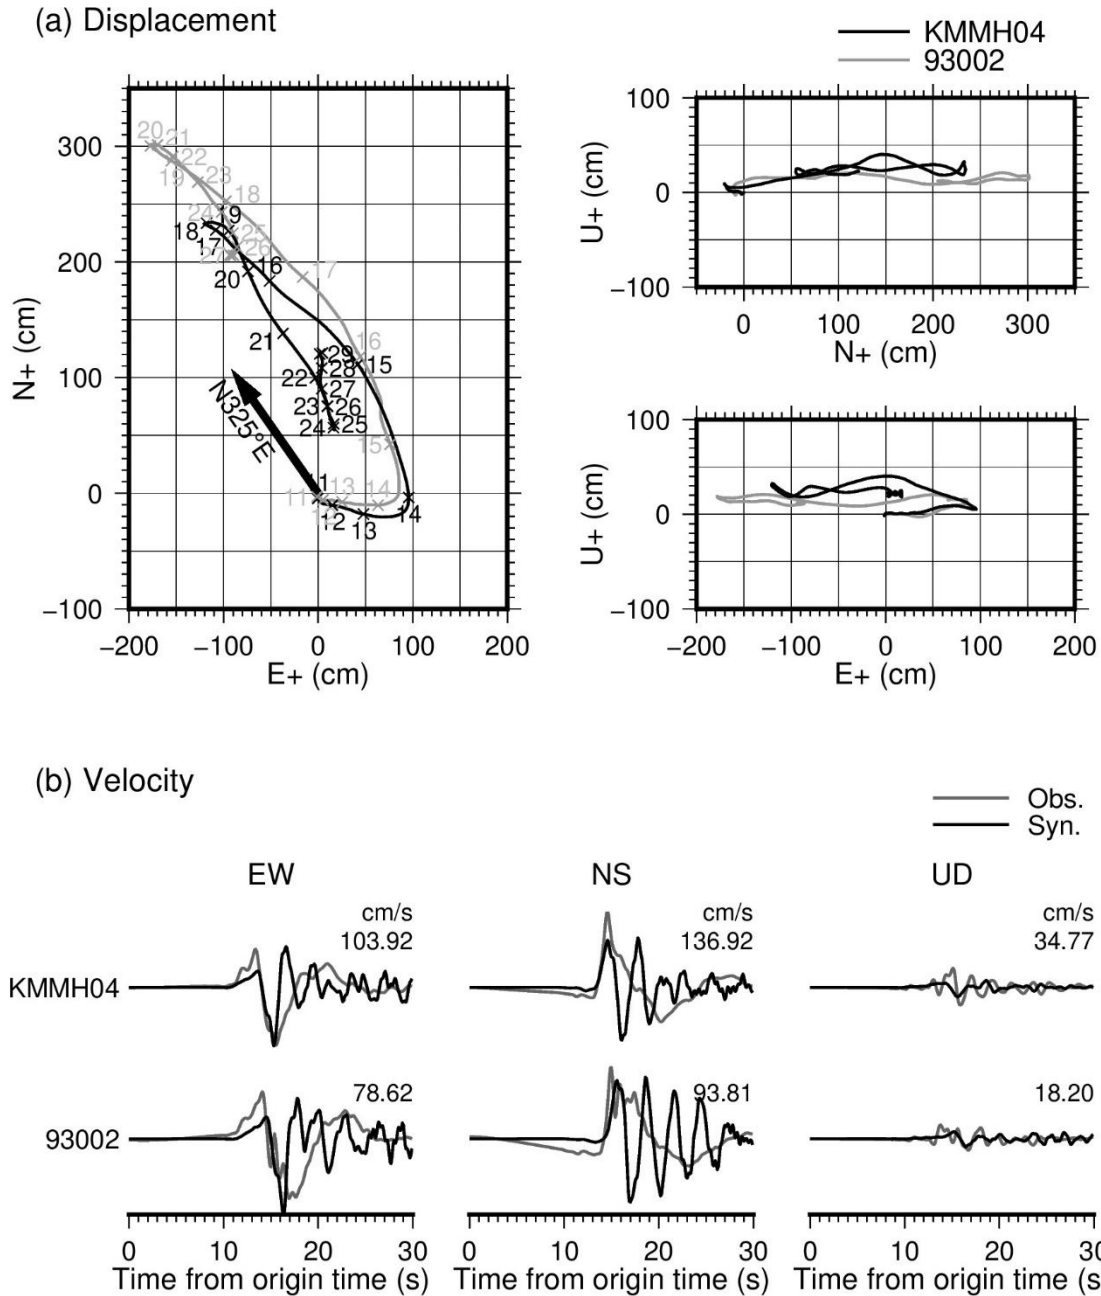 (a) Displacement
KMMH04
93002
300
200
100
0
−100
N+ (cm)
−200 −100 0 100 200
E+ (cm)
20 21
22
19 23
18
24 19
18 25
17 26
27 16 17
20
21 16
29 15
28
22 27
23 26
24 25
15
N325°E
11
11 13 14
12
12 14
13
100
0
−100
U+ (cm)
0 100 200 300
N+ (cm)
100
0
−100
U+ (cm)
−200 −100 0 100 200
E+ (cm)
(b) Velocity
Obs.
Syn.
EW NS UD
cm/s cm/s cm/s
103.92 136.92 34.77
KMMH04
78.62 93.81 18.20
93002
0 10 20 30 0 10 20 30 0 10 20 30
Time from origin time (s) Time from origin time (s) Time from origin time (s